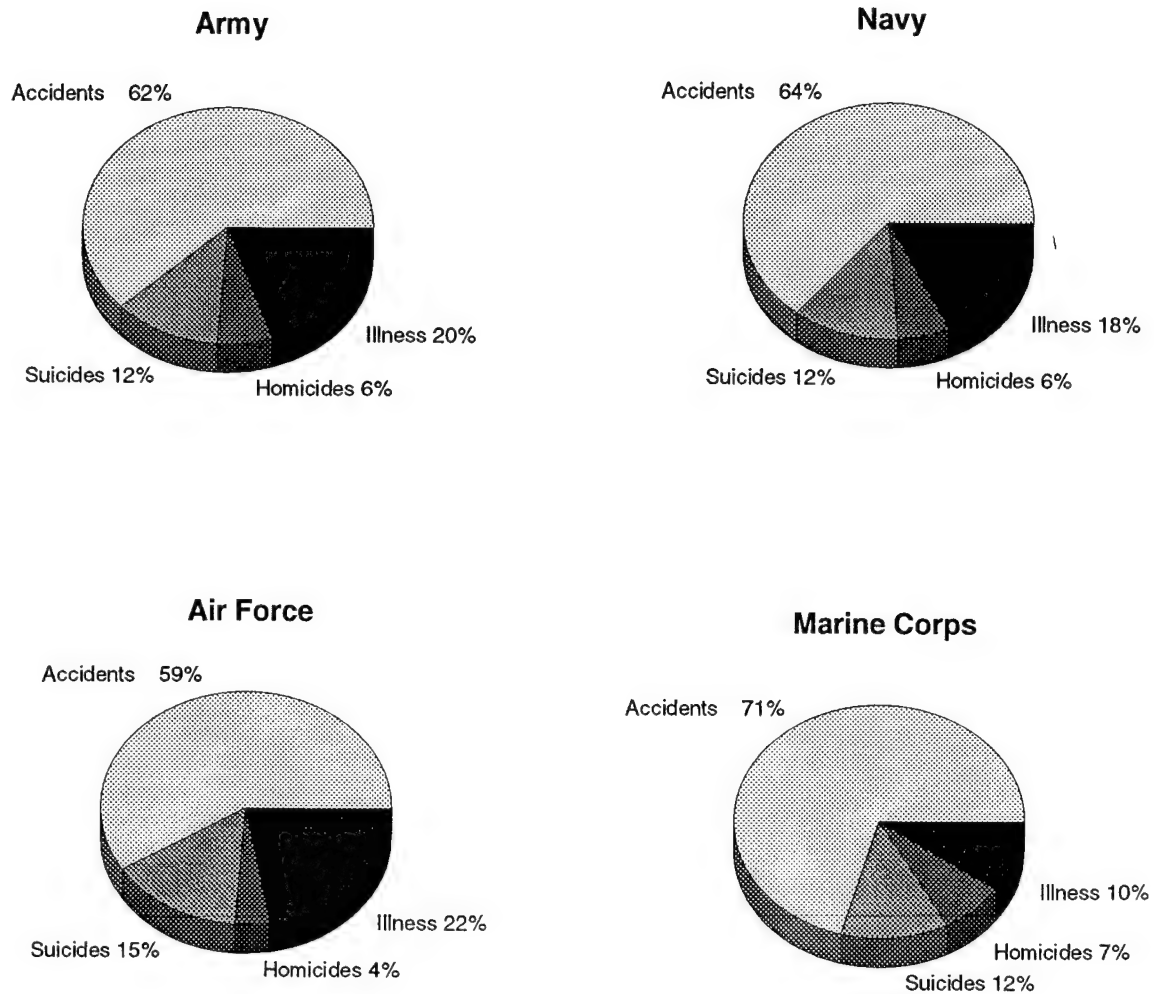 Army
Accidents 62%
Illness 20%
Suicides 12%
Homicides 6%
Navy
Accidents 64%
Illness 18%
Suicides 12%
Homicides 6%
Air Force
Accidents 59%
Illness 22%
Suicides 15%
Homicides 4%
Marine Corps
Accidents 71%
Illness 10%
Homicides 7%
Suicides 12%